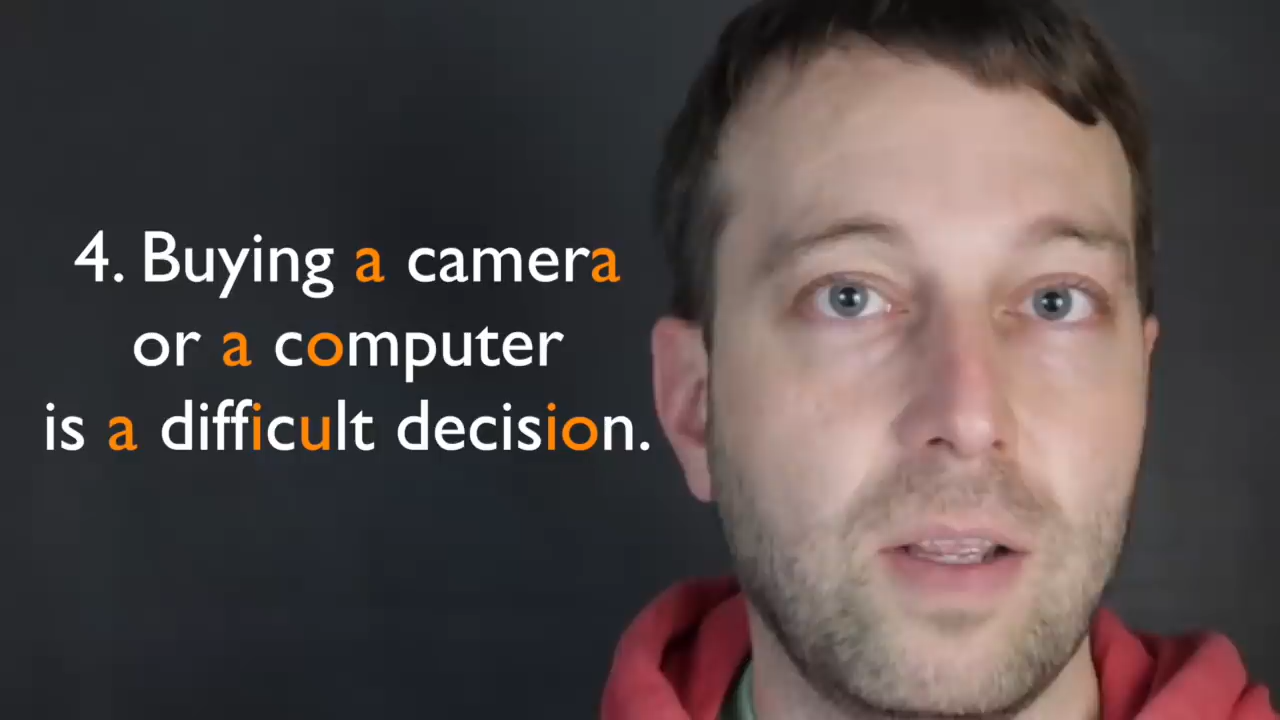 4. Buying a camera
or a computer
is a difficult decision.